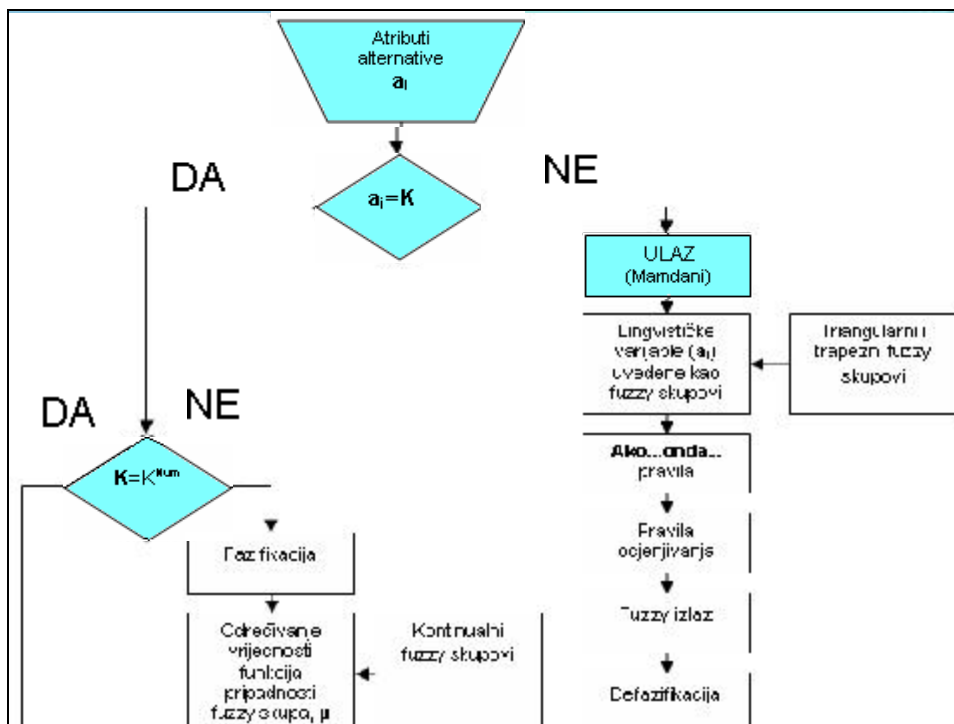 Atributi
alternative
aᵢ
DA
NE
aᵢ=K
ULAZ
(Mamdani)
Lingvističke
varijable (aᵢ)
uvedene kao
fuzzy skupovi
Triangularni i
trapezni fuzzy
skupovi
DA
NE
Ako...onda...
pravila
K=K^Num
Pravila
ocjenjivanja
Fazifikacija
Fuzzy izlaz
Određivanje
vrijednosti
funkcija
pripadnosti
fuzzy skupa, μ
Kontinualni
fuzzy skupovi
Defazifikacija